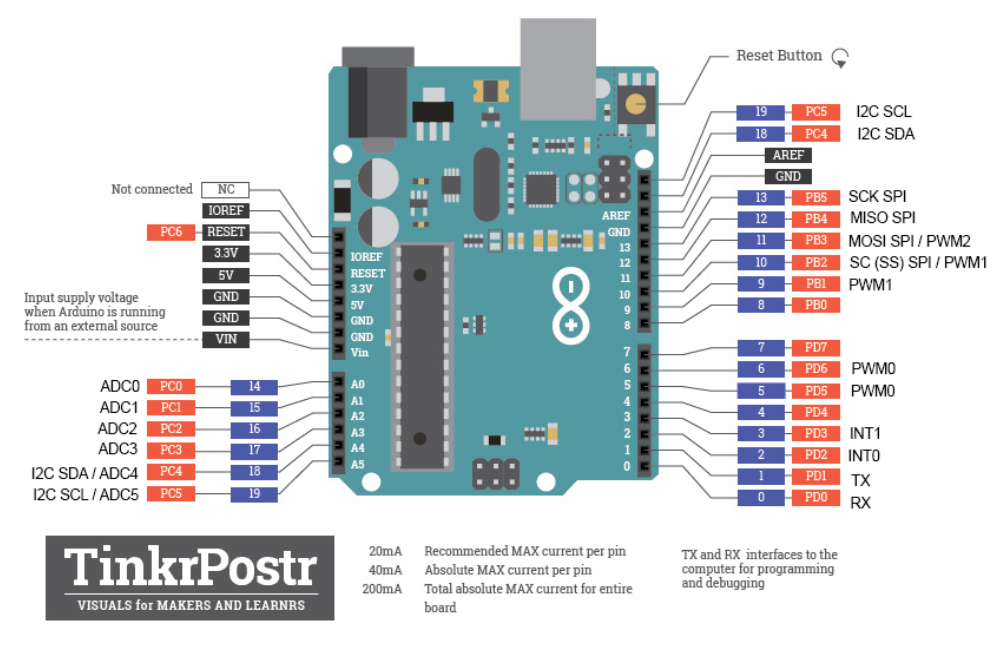 Reset Button
19 PC5 I2C SCL
18 PC4 I2C SDA
AREF
GND
13 PB5 SCK SPI
12 PB4 MISO SPI
11 PB3 MOSI SPI / PWM2
10 PB2 SC (SS) SPI / PWM1
9 PB1 PWM1
8 PB0
7 PD7
6 PD6 PWM0
5 PD5 PWM0
4 PD4
3 PD3 INT1
2 PD2 INT0
1 PD1 TX
0 PD0 RX
Not connected NC
IOREF
PC6 RESET
3.3V
5V
GND
GND
VIN
Input supply voltage
when Arduino is running
from an external source
ADC0 PC0 14
ADC1 PC1 15
ADC2 PC2 16
ADC3 PC3 17
I2C SDA / ADC4 PC4 18
I2C SCL / ADC5 PC5 19
IOREF
RESET
3.3V
5V
GND
GND
Vin
A0
A1
A2
A3
A4
A5
AREF
GND
13
12
11
10
9
8
7
6
5
4
3
2
1
0
TinkrPostr
VISUALS for MAKERS AND LEARNRS
20mA Recommended MAX current per pin
40mA Absolute MAX current per pin
200mA Total absolute MAX current for entire
board
TX and RX interfaces to the
computer for programming
and debugging